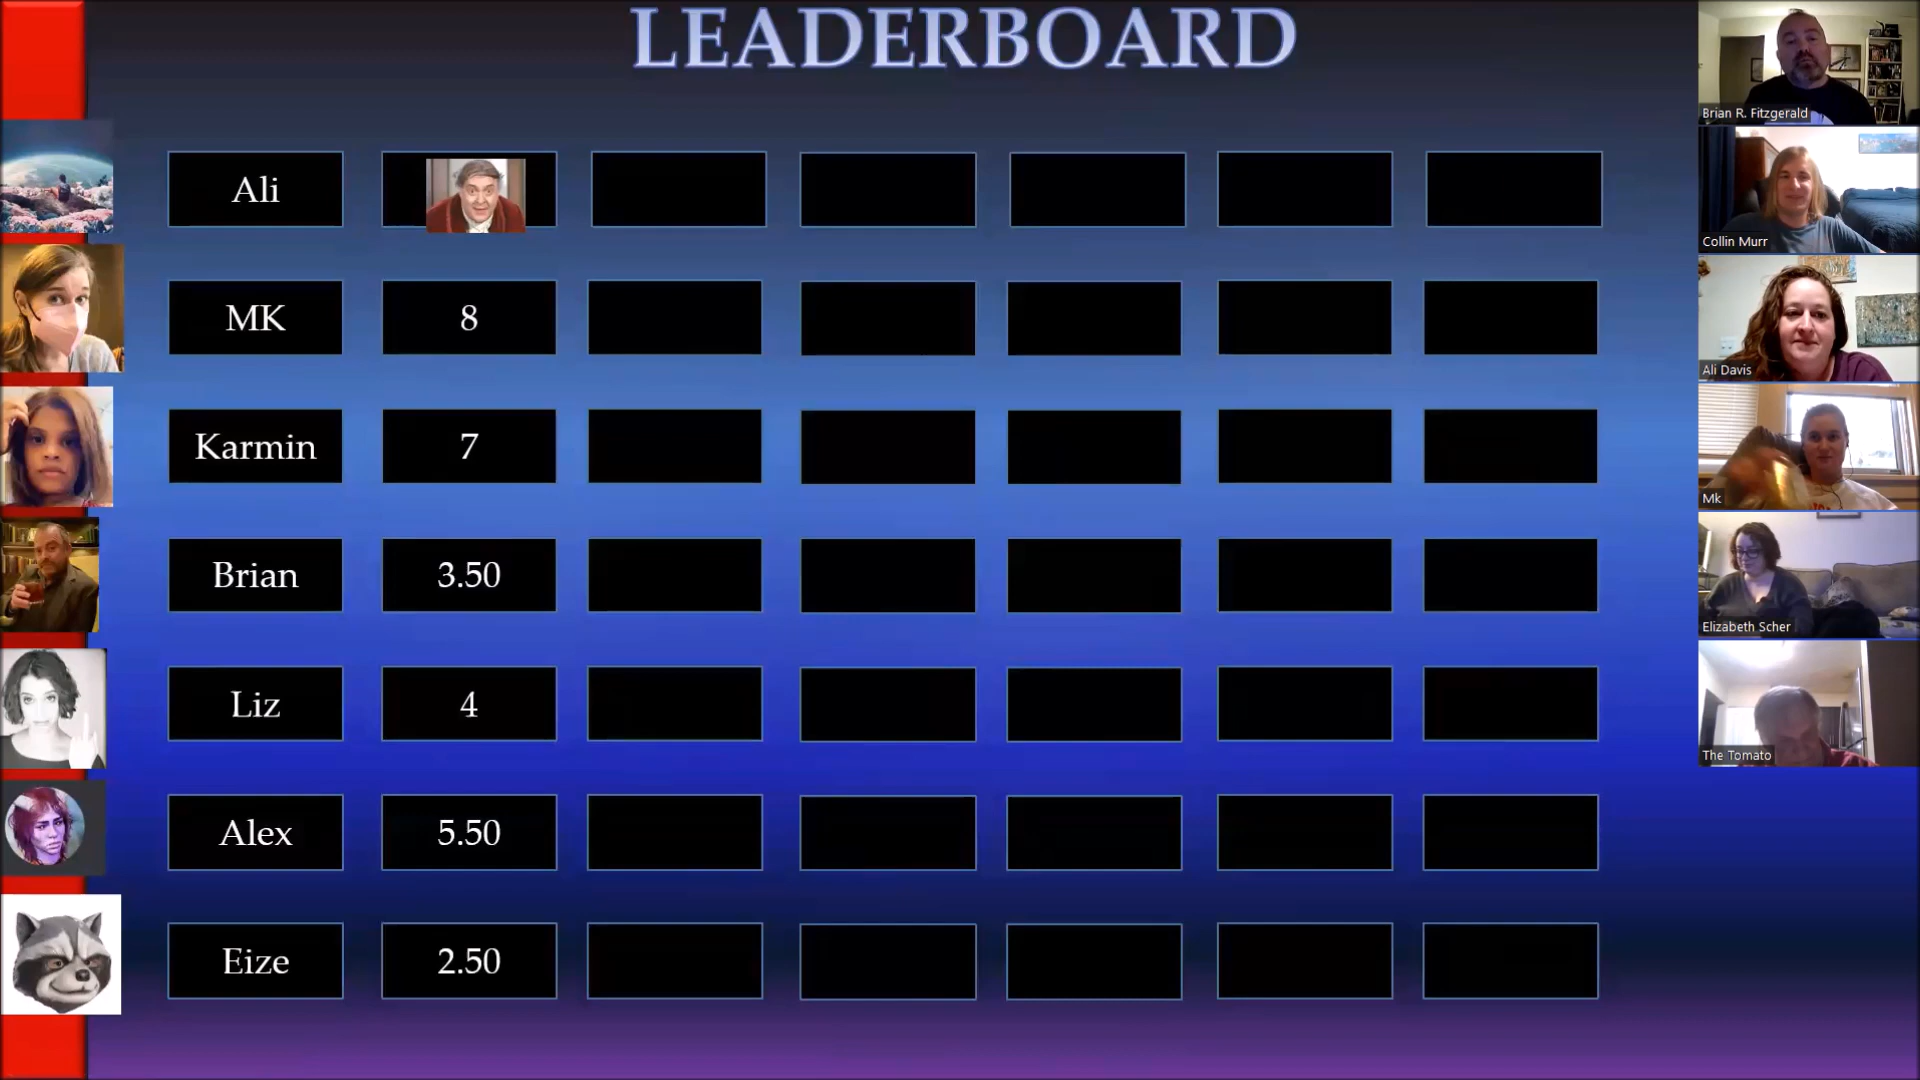 LEADERBOARD
Ali
MK 8
Karmin 7
Brian 3.50
Liz 4
Alex 5.50
Eize 2.50
Brian R. Fitzgerald
Collin Murr
Ali Davis
Mk
Elizabeth Scher
The Tomato